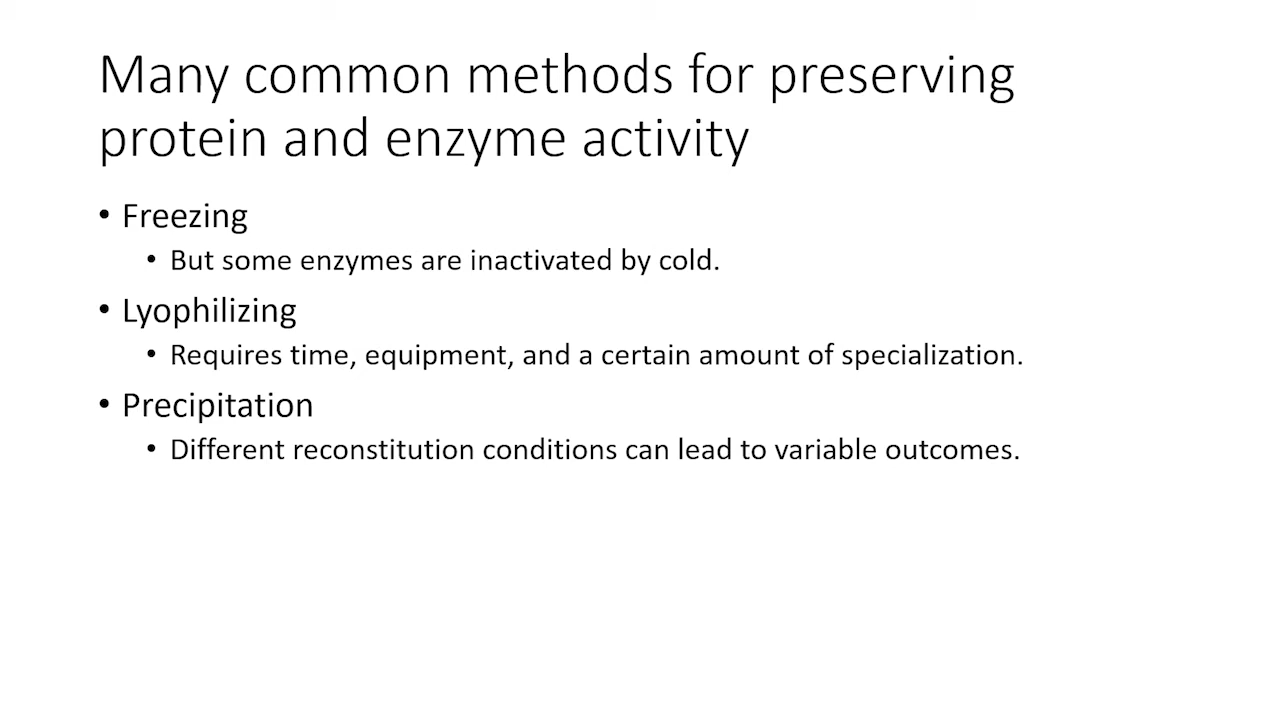 Many common methods for preserving
protein and enzyme activity
• Freezing
• But some enzymes are inactivated by cold.
• Lyophilizing
• Requires time, equipment, and a certain amount of specialization.
• Precipitation
• Different reconstitution conditions can lead to variable outcomes.